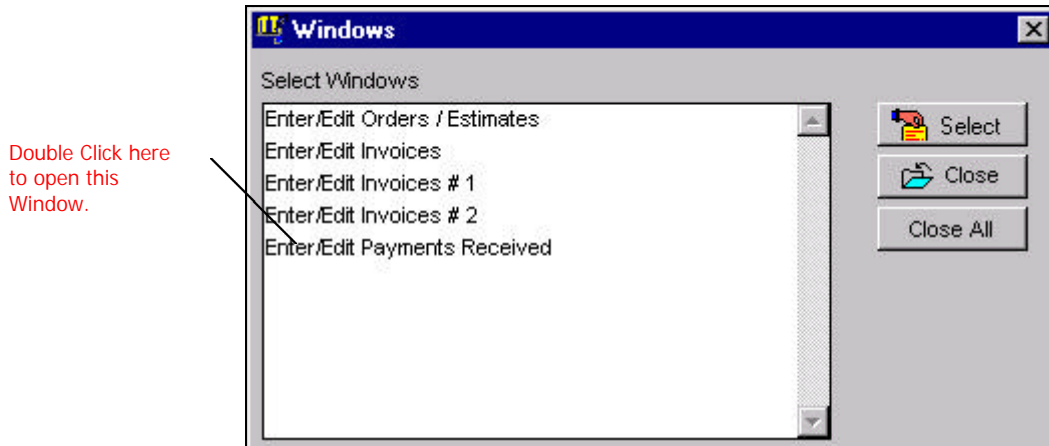 Windows
Select Windows
Enter/Edit Orders / Estimates
Enter/Edit Invoices
Enter/Edit Invoices # 1
Enter/Edit Invoices # 2
Enter/Edit Payments Received
Select
Close
Close All
Double Click here
to open this
Window.